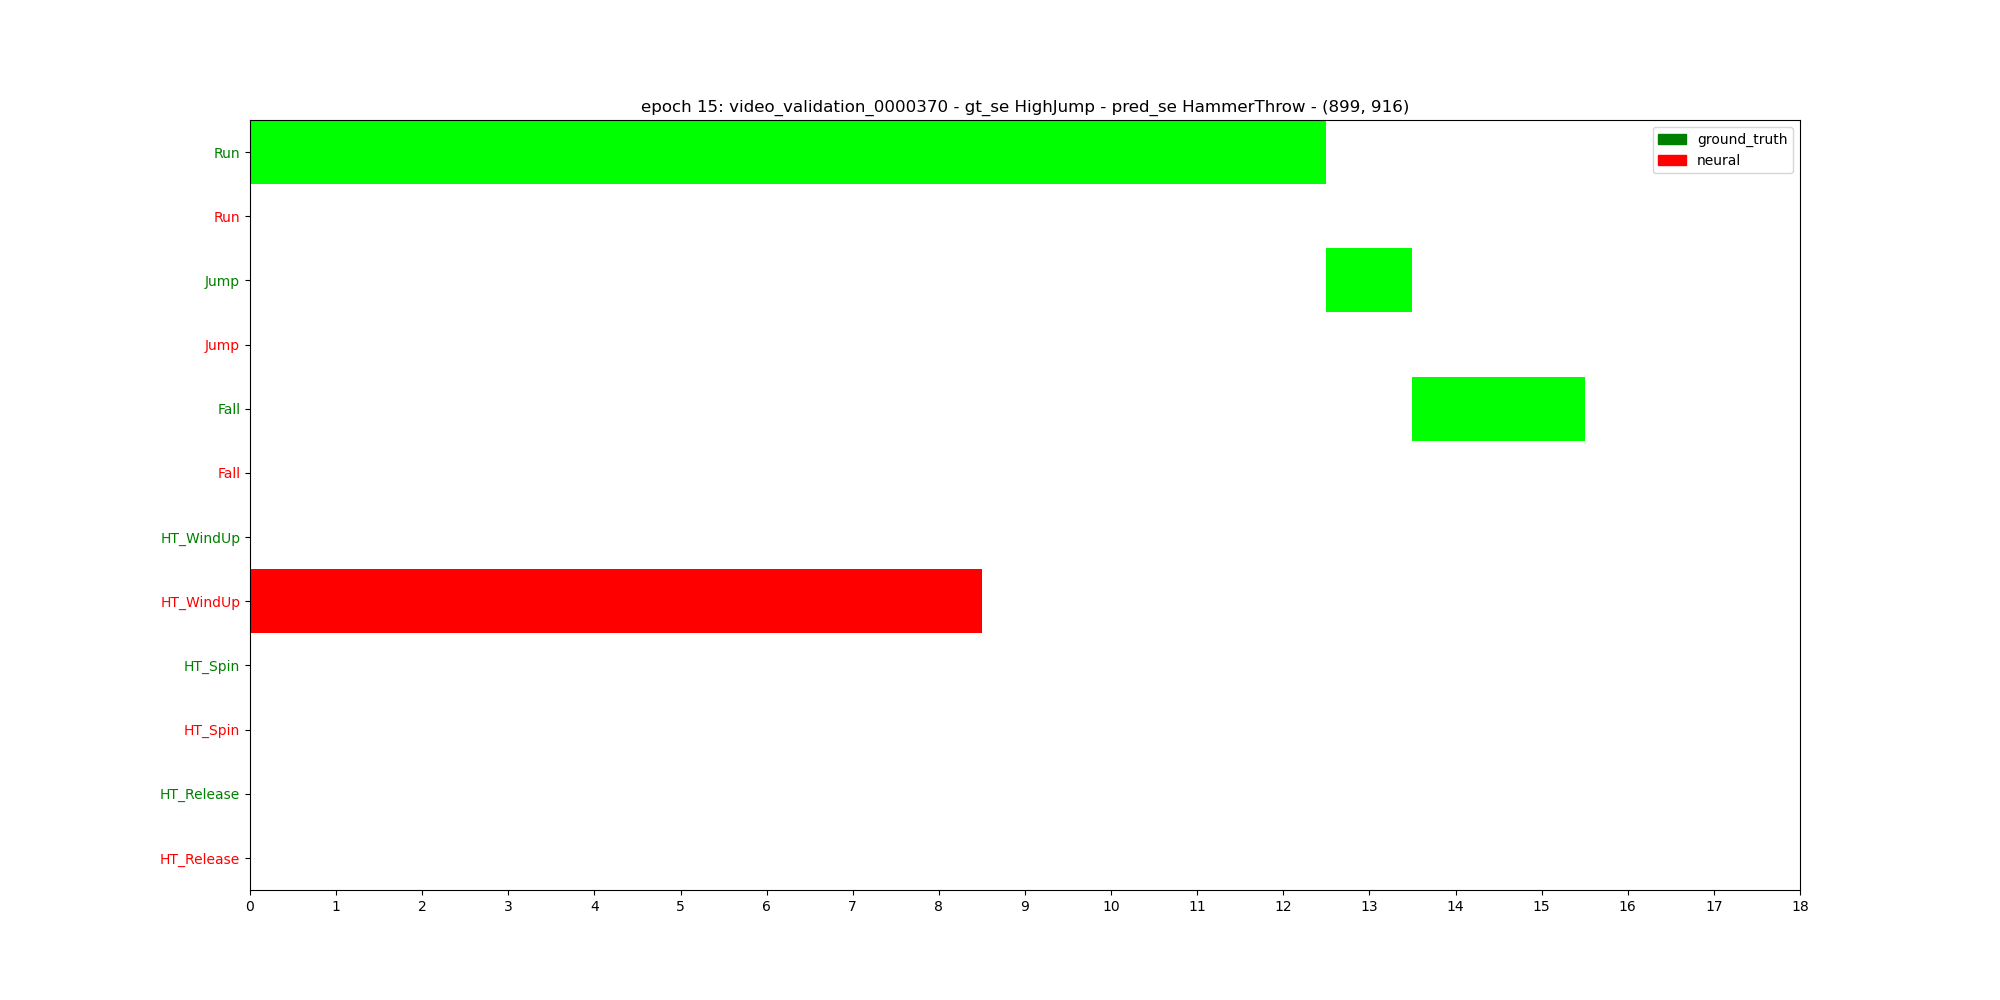 epoch 15: video_validation_0000370 - gt_se HighJump - pred_se HammerThrow - (899, 916)
ground_truth
neural
Run
Run
Jump
Jump
Fall
Fall
HT_WindUp
HT_WindUp
HT_Spin
HT_Spin
HT_Release
HT_Release
0 1 2 3 4 5 6 7 8 9 10 11 12 13 14 15 16 17 18